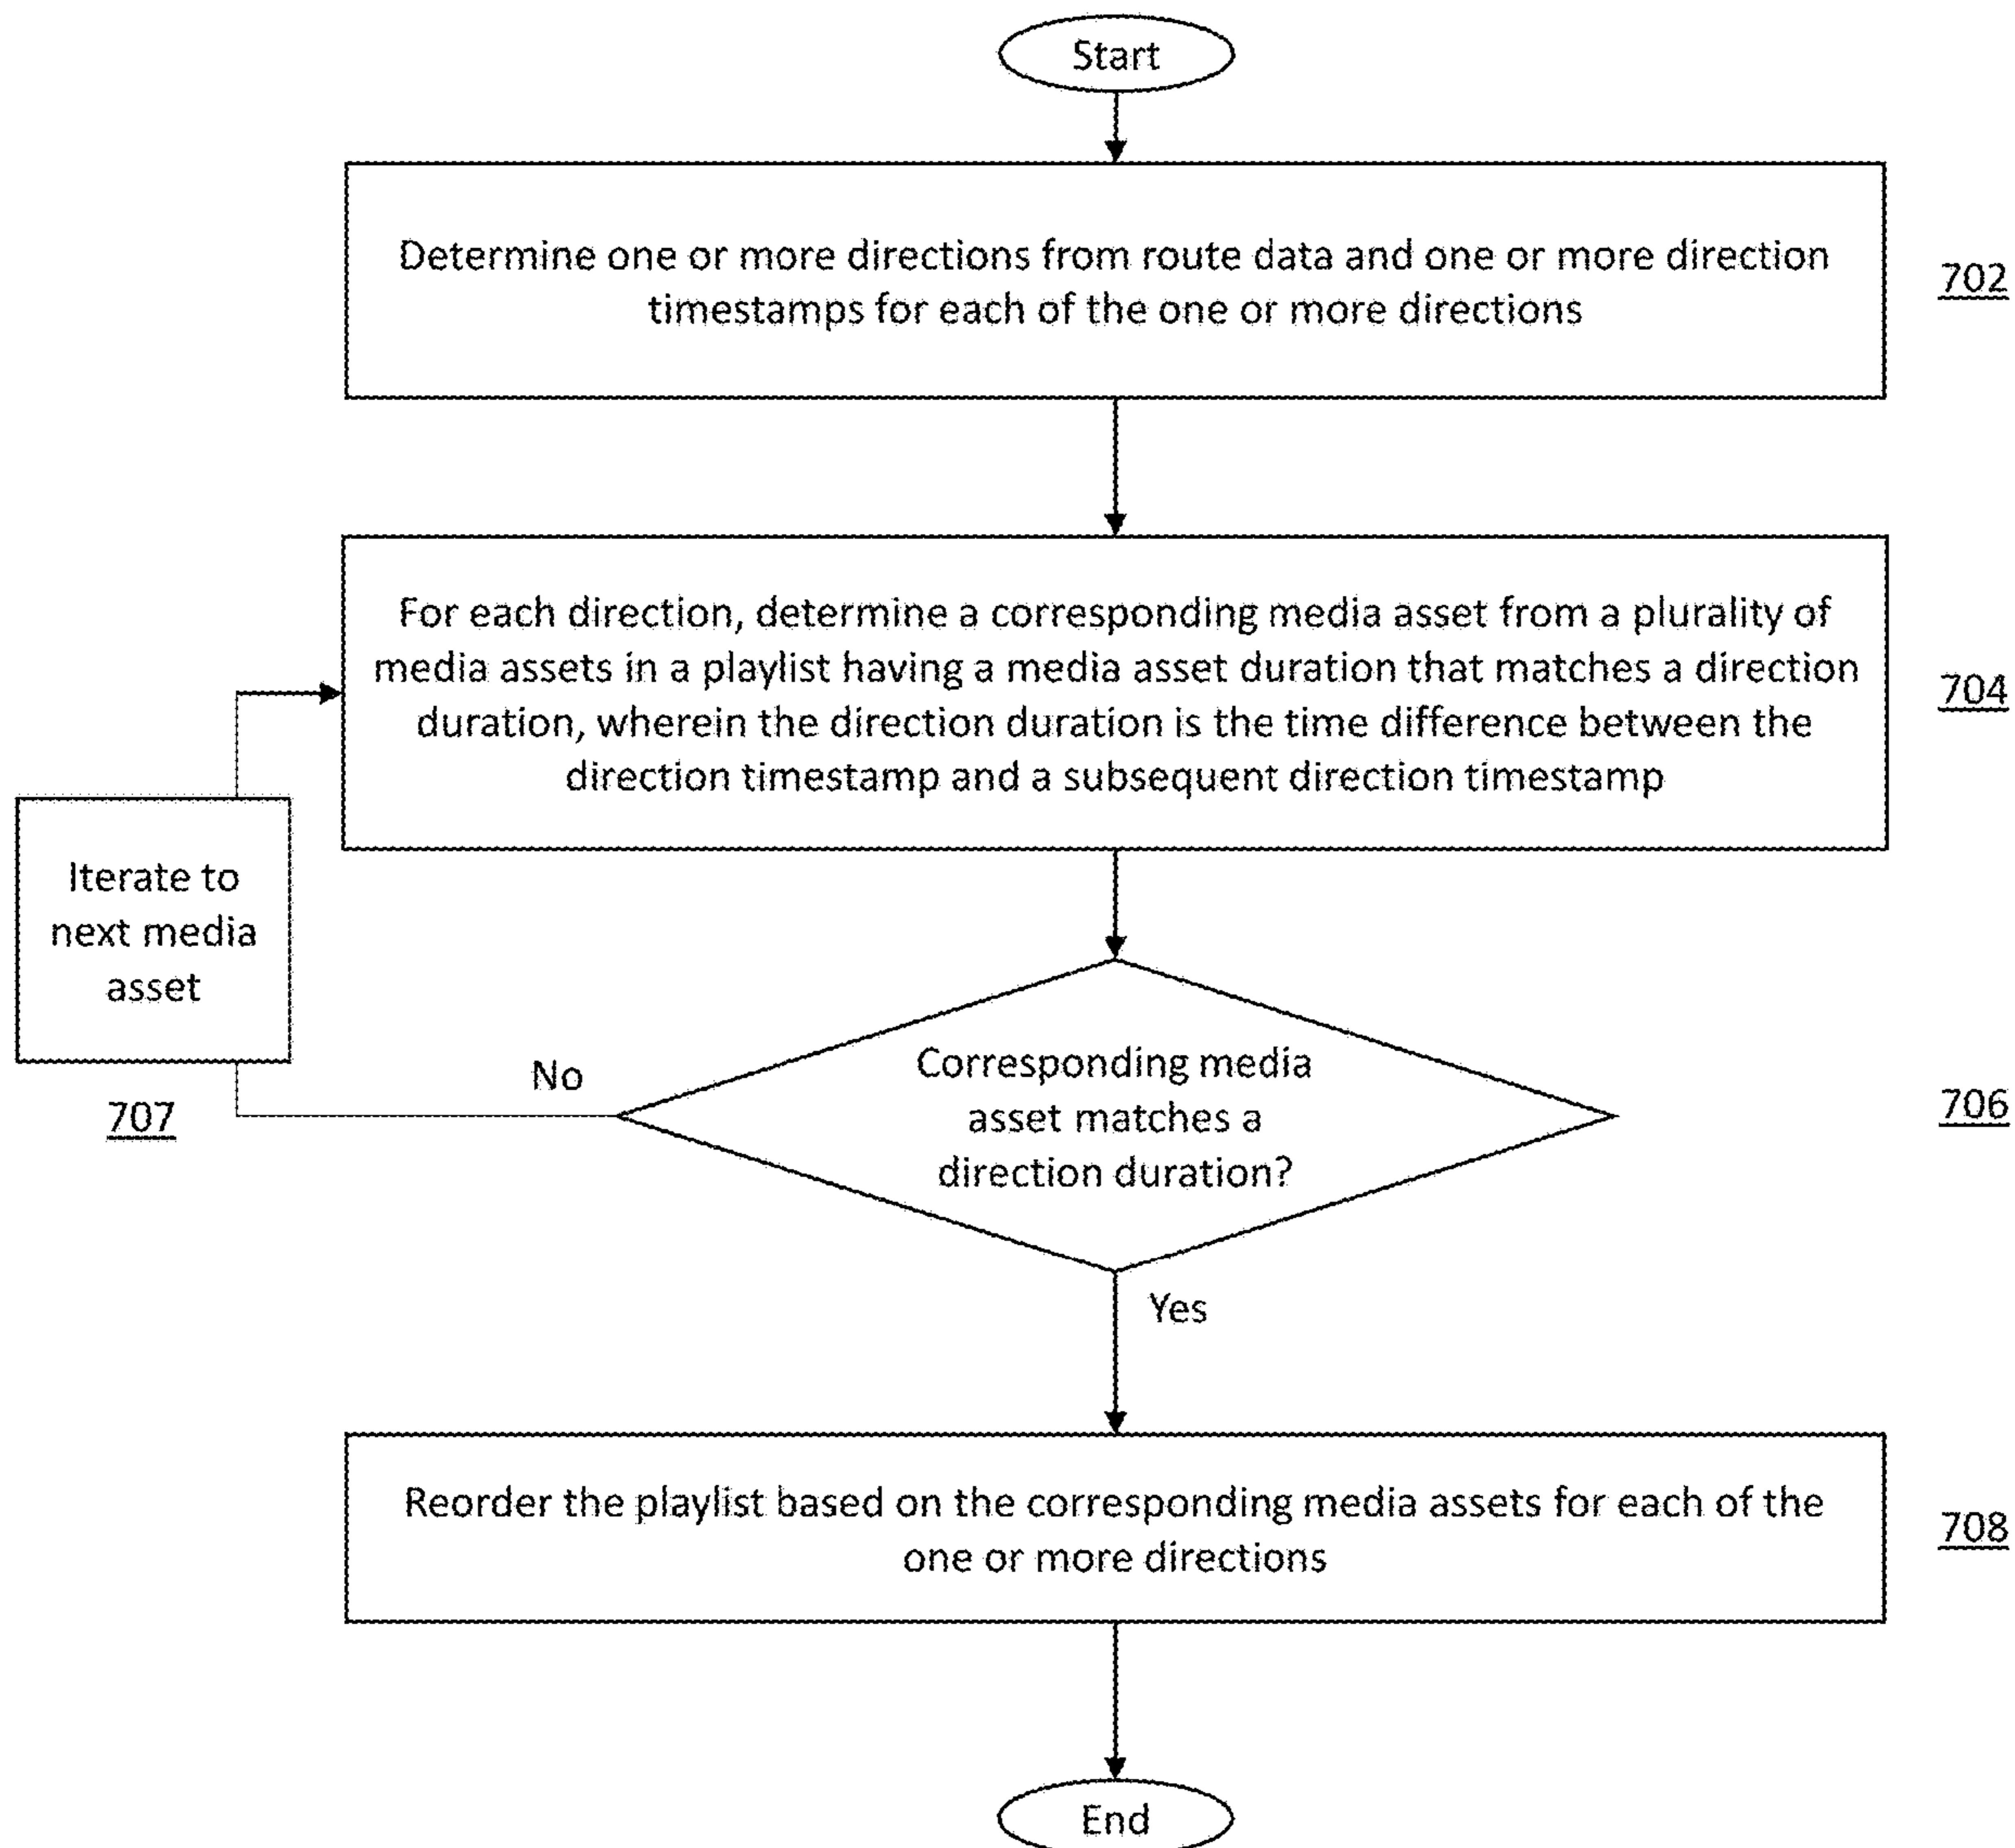 Start
Determine one or more directions from route data and one or more direction
timestamps for each of the one or more directions
702
For each direction, determine a corresponding media asset from a plurality of
media assets in a playlist having a media asset duration that matches a direction
duration, wherein the direction duration is the time difference between the
direction timestamp and a subsequent direction timestamp
704
Iterate to
next media
asset
707
No
Corresponding media
asset matches a
direction duration?
706
Yes
Reorder the playlist based on the corresponding media assets for each of the
one or more directions
708
End